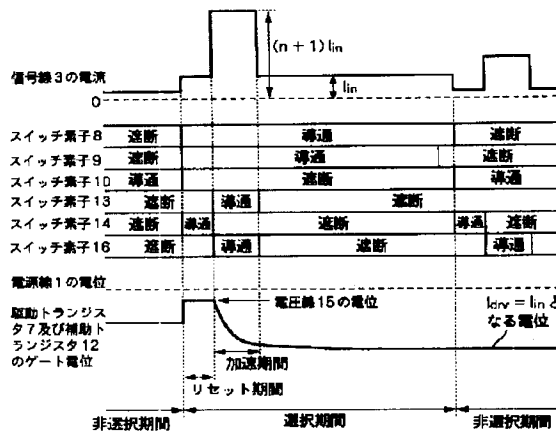 (n + 1) Iin
信号線3の電流
Iin
0
スイッチ素子8 遮断 導通 遮断
スイッチ素子9 遮断 導通 遮断
スイッチ素子10 導通 遮断 導通
スイッチ素子13 遮断 導通 遮断
スイッチ素子14 遮断 導通 遮断 導通 遮断
スイッチ素子16 遮断 導通 遮断 導通
電源線1の電位
電圧線15の電位
Idrv = Iin と
なる電位
駆動トランジス
タ7及び補助ト
ランジスタ12
のゲート電位
加速期間
リセット期間
非選択期間 選択期間 非選択期間